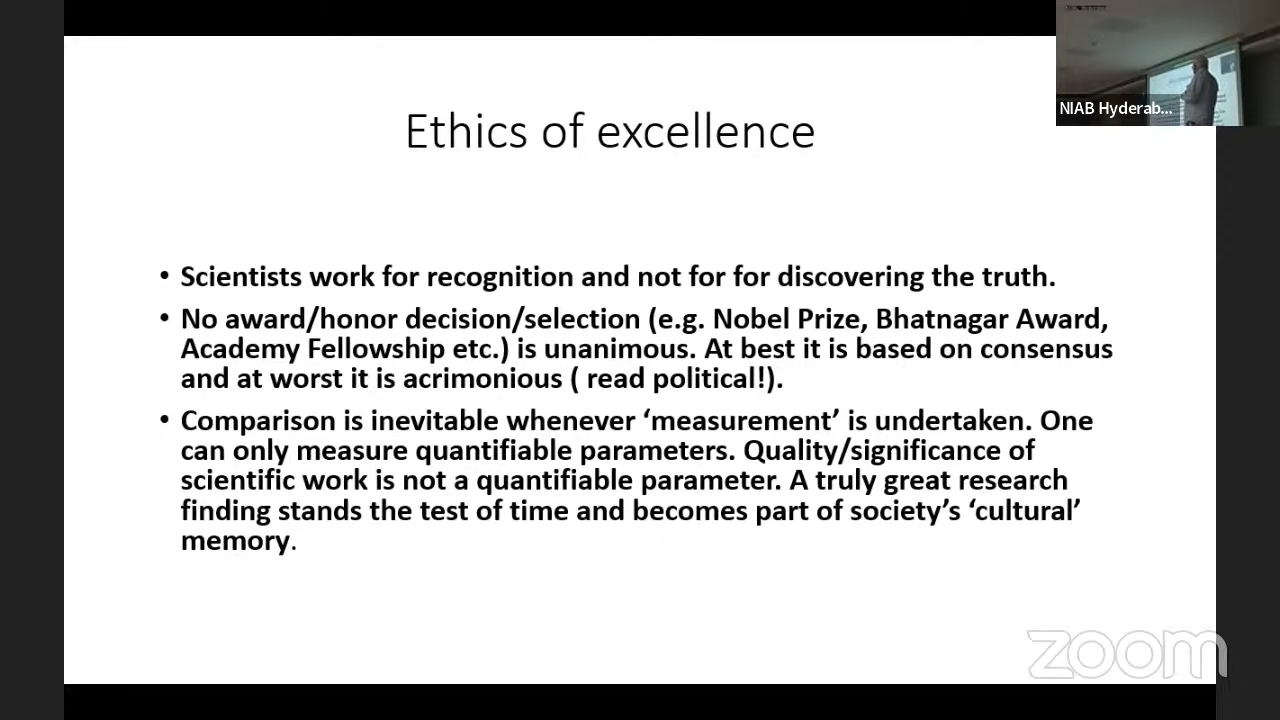 Ethics of excellence
NIAB Hyderab...
• Scientists work for recognition and not for for discovering the truth.
• No award/honor decision/selection (e.g. Nobel Prize, Bhatnagar Award,
Academy Fellowship etc.) is unanimous. At best it is based on consensus
and at worst it is acrimonious ( read political!).
• Comparison is inevitable whenever ‘measurement’ is undertaken. One
can only measure quantifiable parameters. Quality/significance of
scientific work is not a quantifiable parameter. A truly great research
finding stands the test of time and becomes part of society’s ‘cultural’
memory.
zoom